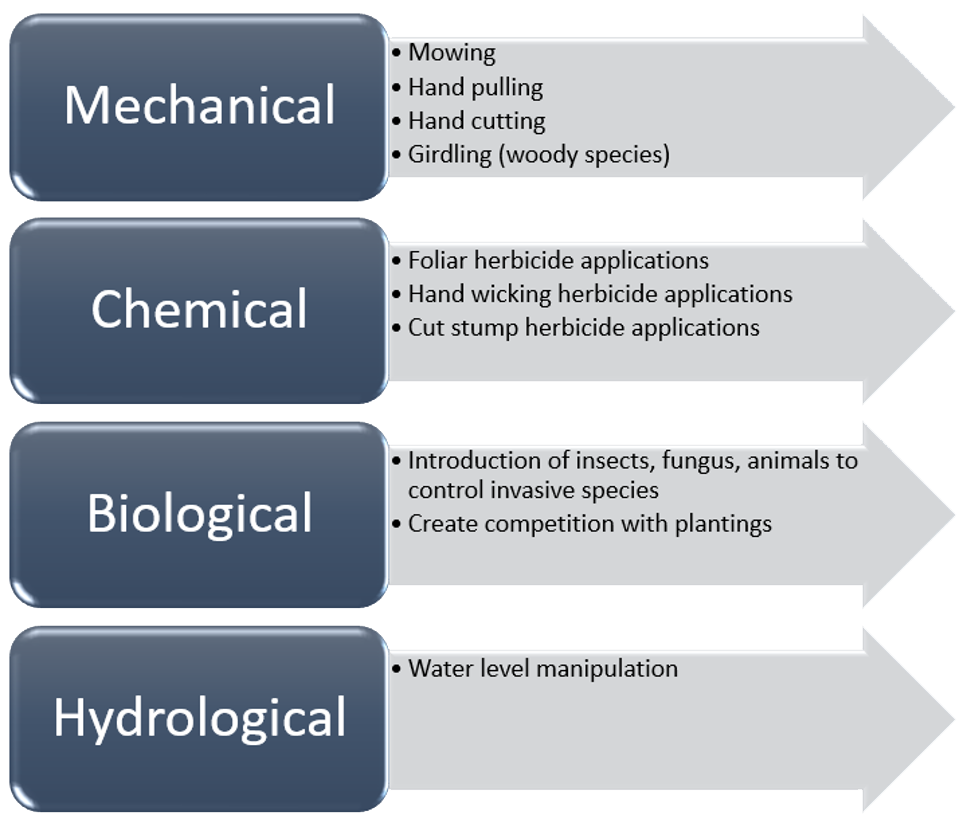 Mechanical
• Mowing
• Hand pulling
• Hand cutting
• Girdling (woody species)
Chemical
• Foliar herbicide applications
• Hand wicking herbicide applications
• Cut stump herbicide applications
Biological
• Introduction of insects, fungus, animals to
control invasive species
• Create competition with plantings
Hydrological
• Water level manipulation